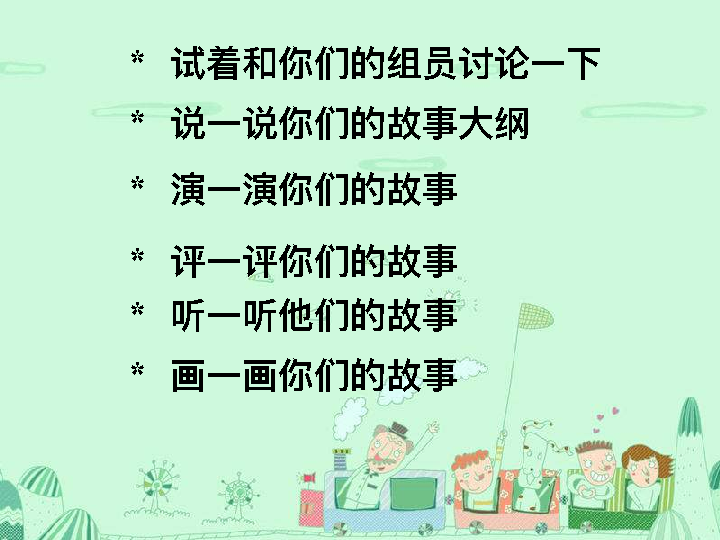 * 试着和你们的组员讨论一下
* 说一说你们的故事大纲
* 演一演你们的故事
* 评一评你们的故事
* 听一听他们的故事
* 画一画你们的故事